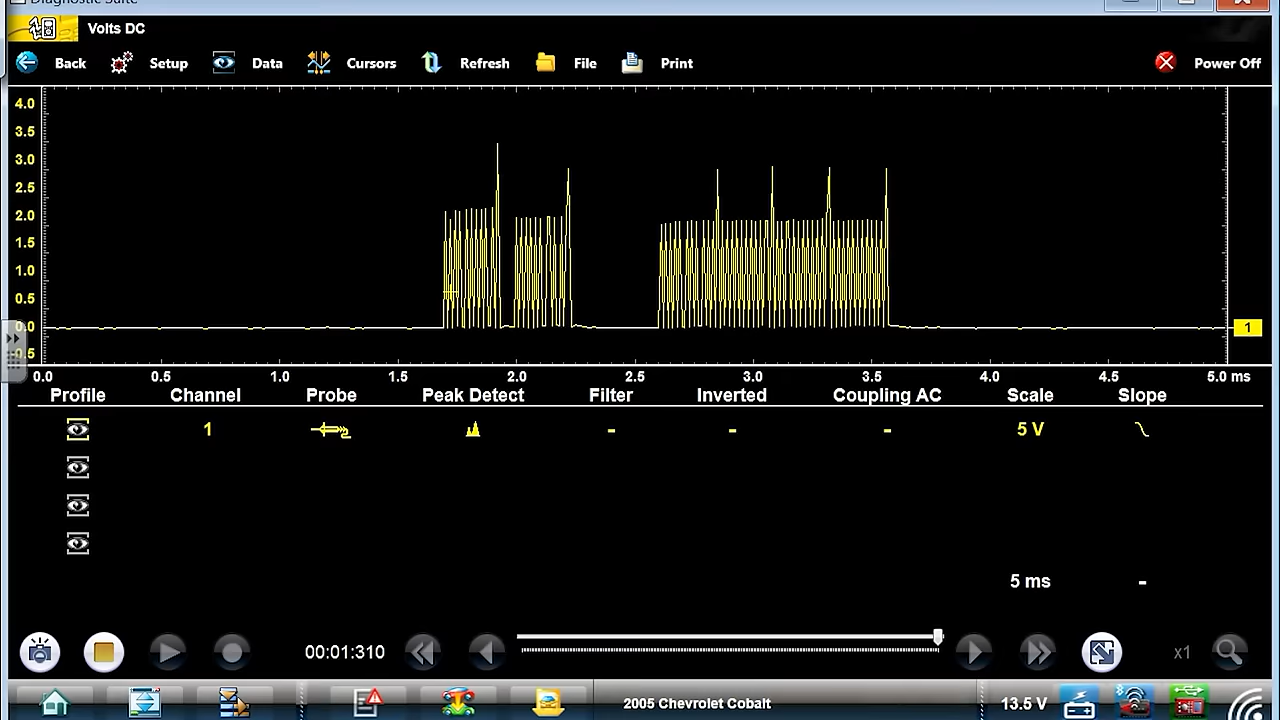 Diagnostic Suite
Volts DC
Back Setup Data Cursors Refresh File Print Power Off
4.0
3.5
3.0
2.5
2.0
1.5
1.0
0.5
0.0
1
0.0 0.5 1.0 1.5 2.0 2.5 3.0 3.5 4.0 4.5 5.0 ms
Profile Channel Probe Peak Detect Filter Inverted Coupling AC Scale Slope
1 - - - 5 V
5 ms -
00:01:310 x1
2005 Chevrolet Cobalt 13.5 V